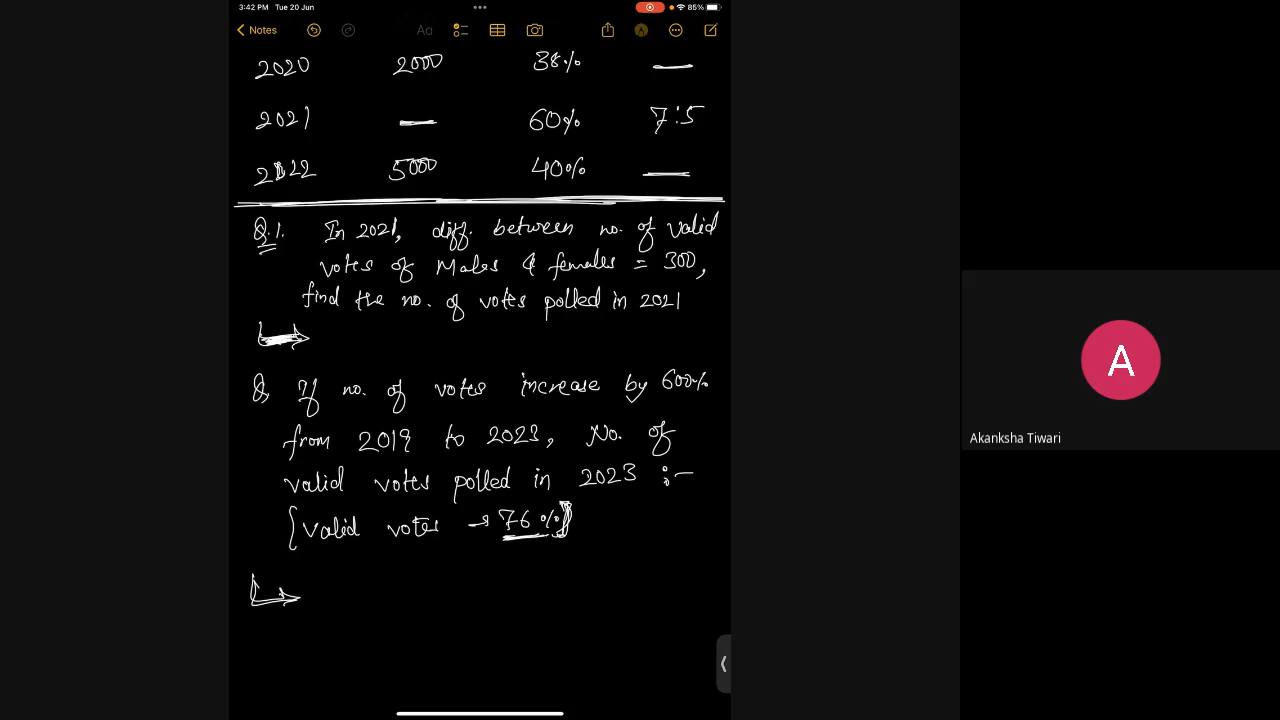 3:42 PM Tue 20 Jun
85%
Notes
Aa
2020 2000 38% —
2021 — 60% 7:5
2022 5000 40% —
Q.1. In 2021, diff. between no. of valid
votes of Males & females = 300,
find the no. of votes polled in 2021
Q, If no. of votes increase by 600%
from 2019 to 2023, No. of
valid votes polled in 2023 :-
{valid votes → 76%}
A
Akanksha Tiwari